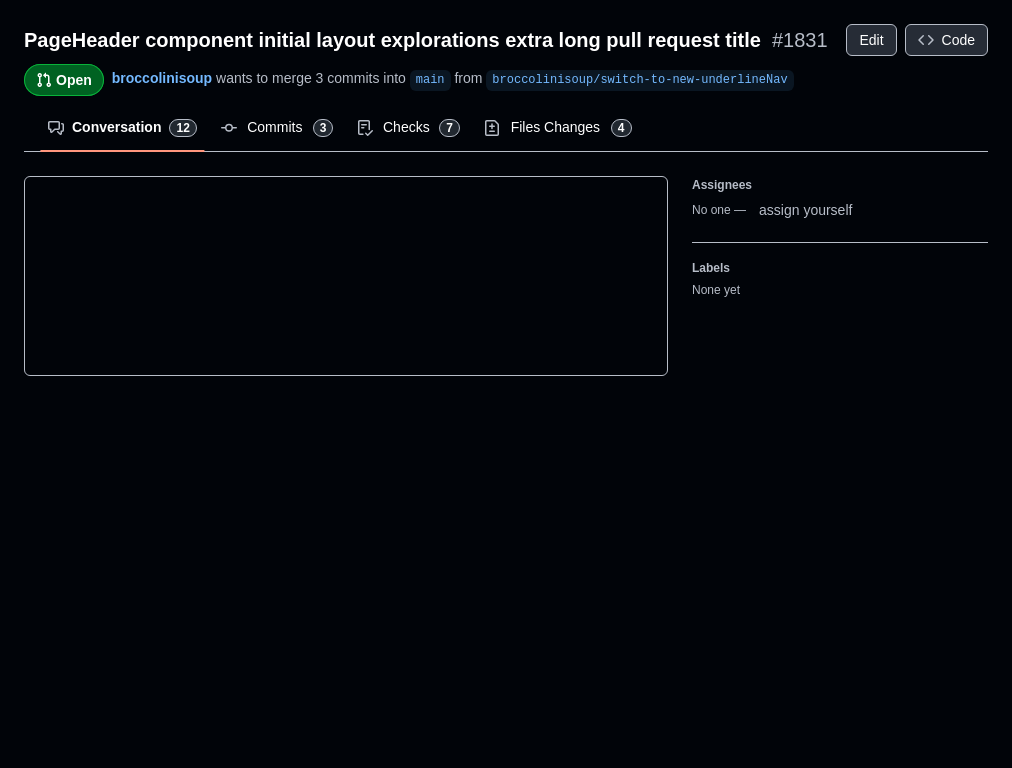 PageHeader component initial layout explorations extra long pull request title #1831 Edit Code
Open broccolinisoup wants to merge 3 commits into main from broccolinisoup/switch-to-new-underlineNav
Conversation 12 Commits 3 Checks 7 Files Changes 4
Assignees
No one — assign yourself
Labels
None yet